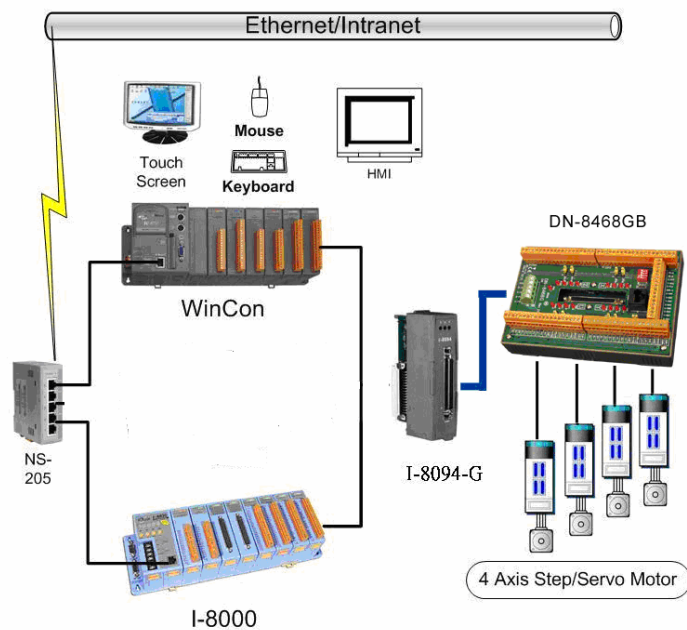 Ethernet/Intranet
Touch
Screen
Mouse
Keyboard
HMI
DN-8468GB
WinCon
I-8094
I-8094-G
NS-
205
4 Axis Step/Servo Motor
I-8000